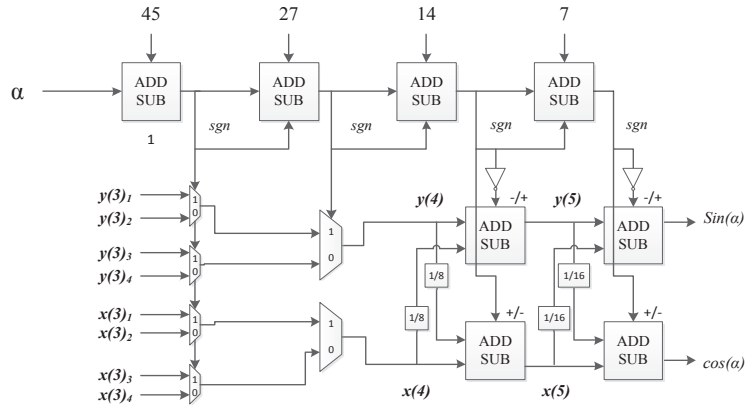 45 27 14 7
α
ADD SUB ADD SUB ADD SUB ADD SUB
1
sgn sgn sgn sgn
y(3)1
y(3)2
1
0
y(3)3
y(3)4
1
0
x(3)1
x(3)2
1
0
x(3)3
x(3)4
1
0
1
0
1
0
y(4)
-/+
ADD SUB
y(5)
-/+
ADD SUB
Sin(α)
1/8
1/8
1/16
1/16
+/-
ADD SUB
+/-
ADD SUB
cos(α)
x(4)
x(5)